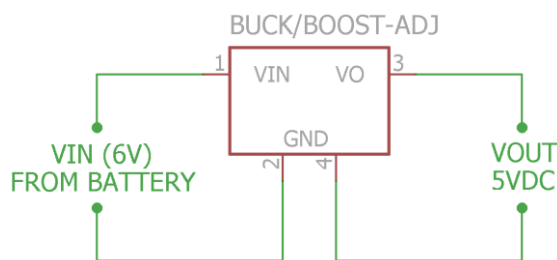 BUCK/BOOST-ADJ
1
3
VIN
VO
GND
2
4
VIN (6V)
FROM BATTERY
VOUT
5VDC